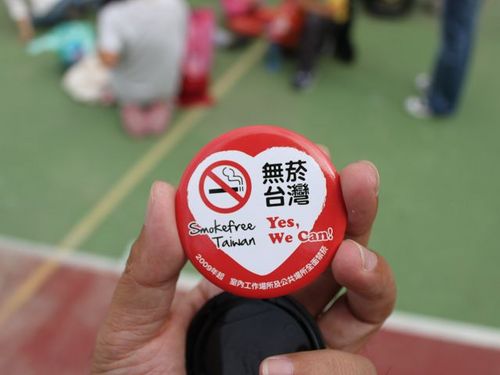 無菸
台灣
Smokefree
Taiwan
Yes,
We Can!
2009年起 室內工作場所及公共場所全面禁菸